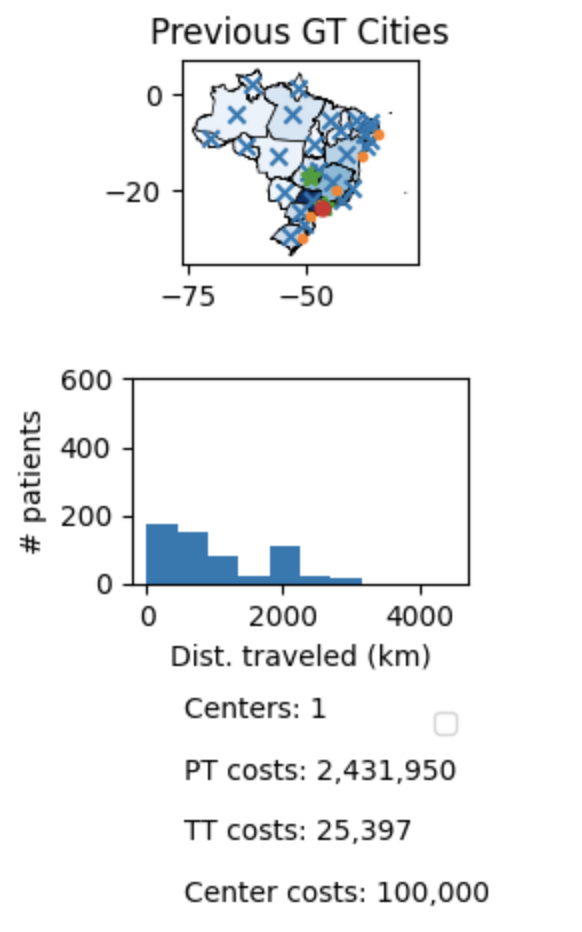 Previous GT Cities
0
−20
−75 −50
600
400
200
0
# patients
0 2000 4000
Dist. traveled (km)
Centers: 1
PT costs: 2,431,950
TT costs: 25,397
Center costs: 100,000